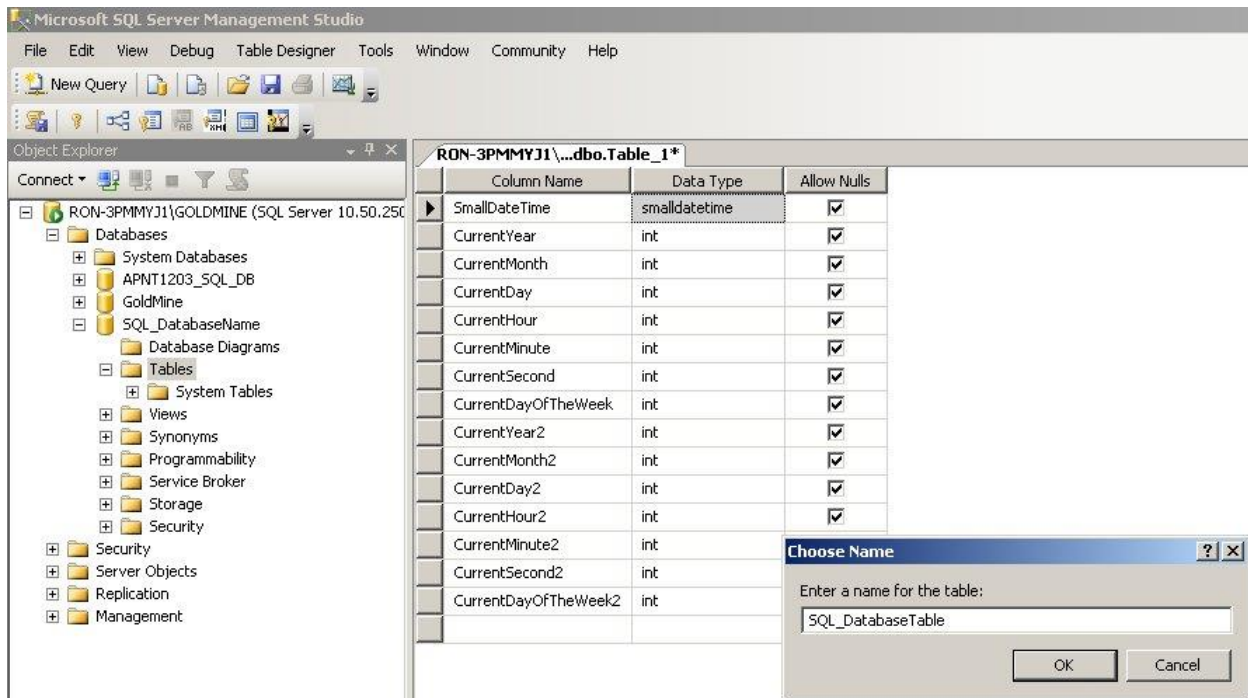 Microsoft SQL Server Management Studio
File Edit View Debug Table Designer Tools Window Community Help
New Query
Object Explorer
Connect
RON-3PMMYJ1\GOLDMINE (SQL Server 10.50.250
Databases
System Databases
APNT1203_SQL_DB
GoldMine
SQL_DatabaseName
Database Diagrams
Tables
System Tables
Views
Synonyms
Programmability
Service Broker
Storage
Security
Security
Server Objects
Replication
Management
RON-3PMMYJ1\...dbo.Table_1*
Column Name Data Type Allow Nulls
SmallDateTime smalldatetime
CurrentYear int
CurrentMonth int
CurrentDay int
CurrentHour int
CurrentMinute int
CurrentSecond int
CurrentDayOfTheWeek int
CurrentYear2 int
CurrentMonth2 int
CurrentDay2 int
CurrentHour2 int
CurrentMinute2 int
CurrentSecond2 int
CurrentDayOfTheWeek2 int
Choose Name
Enter a name for the table:
SQL_DatabaseTable
OK Cancel